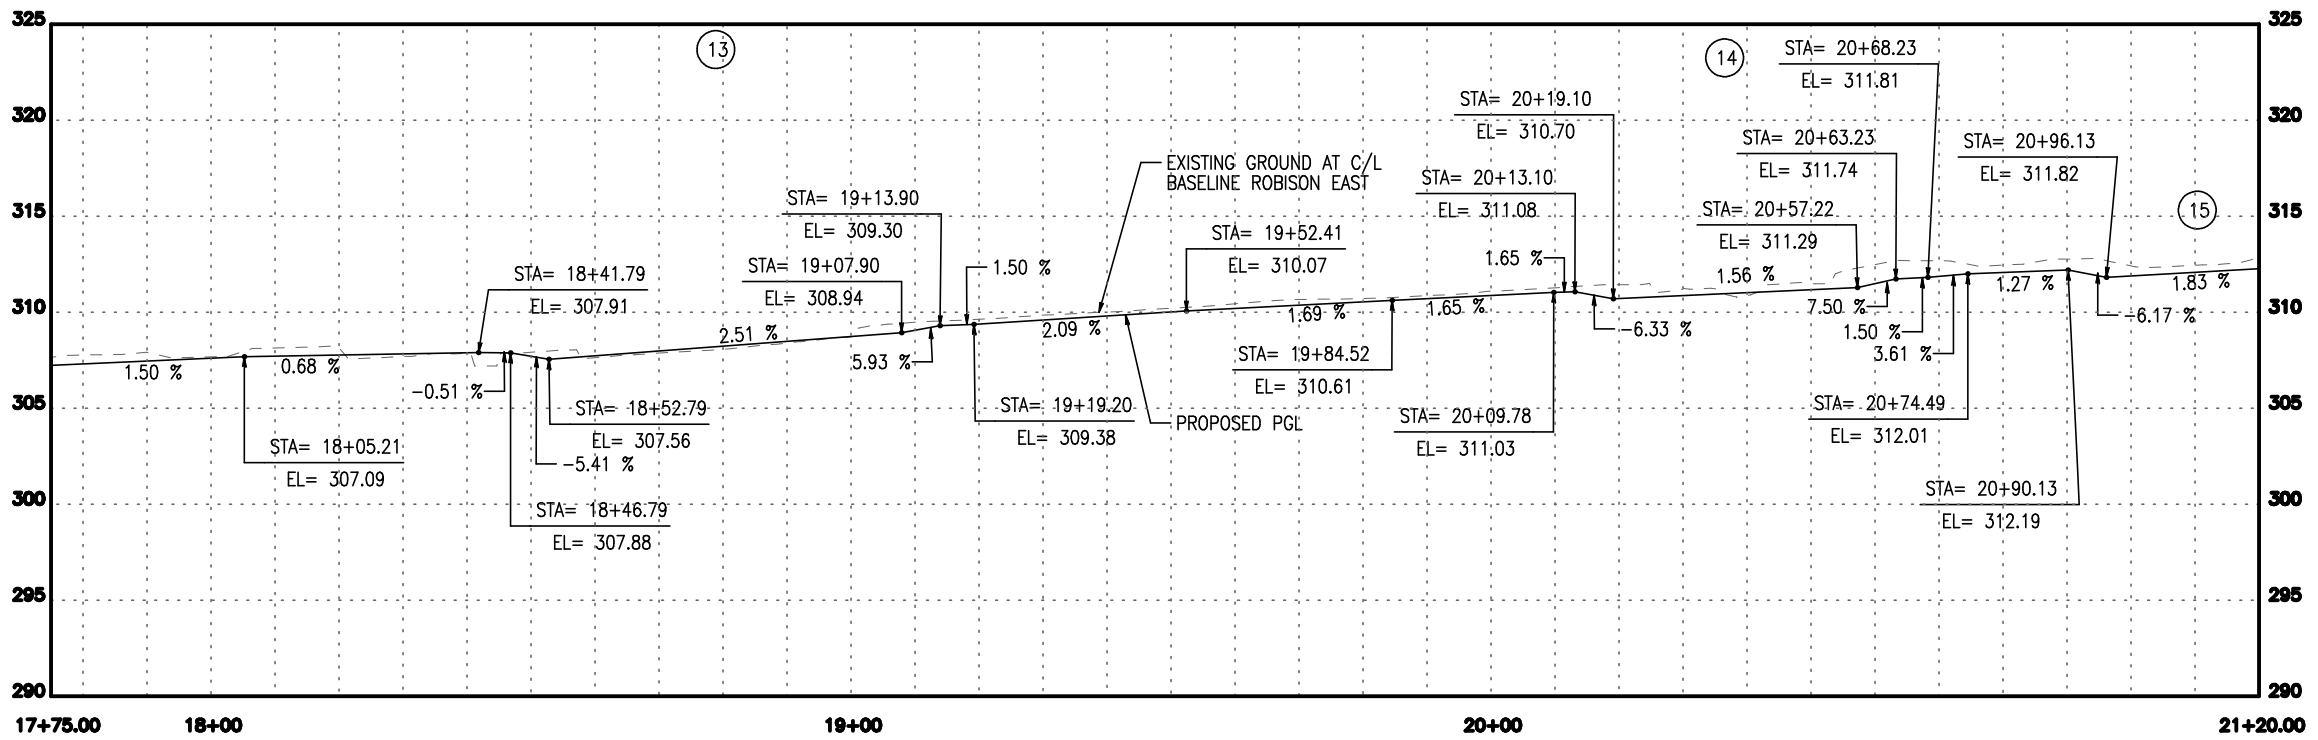 325
325
13
14
STA= 20+68.23
EL= 311.81
320
320
STA= 20+19.10
EL= 310.70
STA= 20+63.23
EL= 311.74
STA= 20+96.13
EL= 311.82
EXISTING GROUND AT C/L
BASELINE ROBISON EAST
STA= 20+13.10
EL= 311.08
STA= 19+13.90
EL= 309.30
315
315
15
STA= 20+57.22
EL= 311.29
STA= 19+52.41
EL= 310.07
STA= 19+07.90
EL= 308.94
1.50 %
1.65 %
STA= 18+41.79
EL= 307.91
1.56 %
1.27 %
1.83 %
310
310
7.50 %
2.51 %
2.09 %
1.69 %
1.65 %
-6.33 %
1.50 %
-6.17 %
1.50 %
0.68 %
5.93 %
STA= 19+84.52
EL= 310.61
3.61 %
-0.51 %
305
305
STA= 18+52.79
EL= 307.56
STA= 19+19.20
EL= 309.38
PROPOSED PGL
STA= 20+09.78
EL= 311.03
STA= 20+74.49
EL= 312.01
STA= 18+05.21
EL= 307.09
-5.41 %
300
300
STA= 18+46.79
EL= 307.88
STA= 20+90.13
EL= 312.19
295
295
290
290
17+75.00
18+00
19+00
20+00
21+20.00